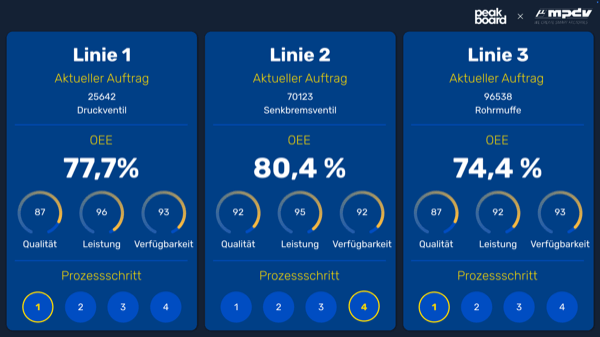 peak
board × mpdv
Linie 1
Aktueller Auftrag
25642
Druckventil
OEE
77,7%
87 96 93
Qualität Leistung Verfügbarkeit
Prozessschritt
1 2 3 4
Linie 2
Aktueller Auftrag
70123
Senkbremsventil
OEE
80,4 %
92 95 92
Qualität Leistung Verfügbarkeit
Prozessschritt
1 2 3 4
Linie 3
Aktueller Auftrag
96538
Rohrmuffe
OEE
74,4 %
87 92 93
Qualität Leistung Verfügbarkeit
Prozessschritt
1 2 3 4